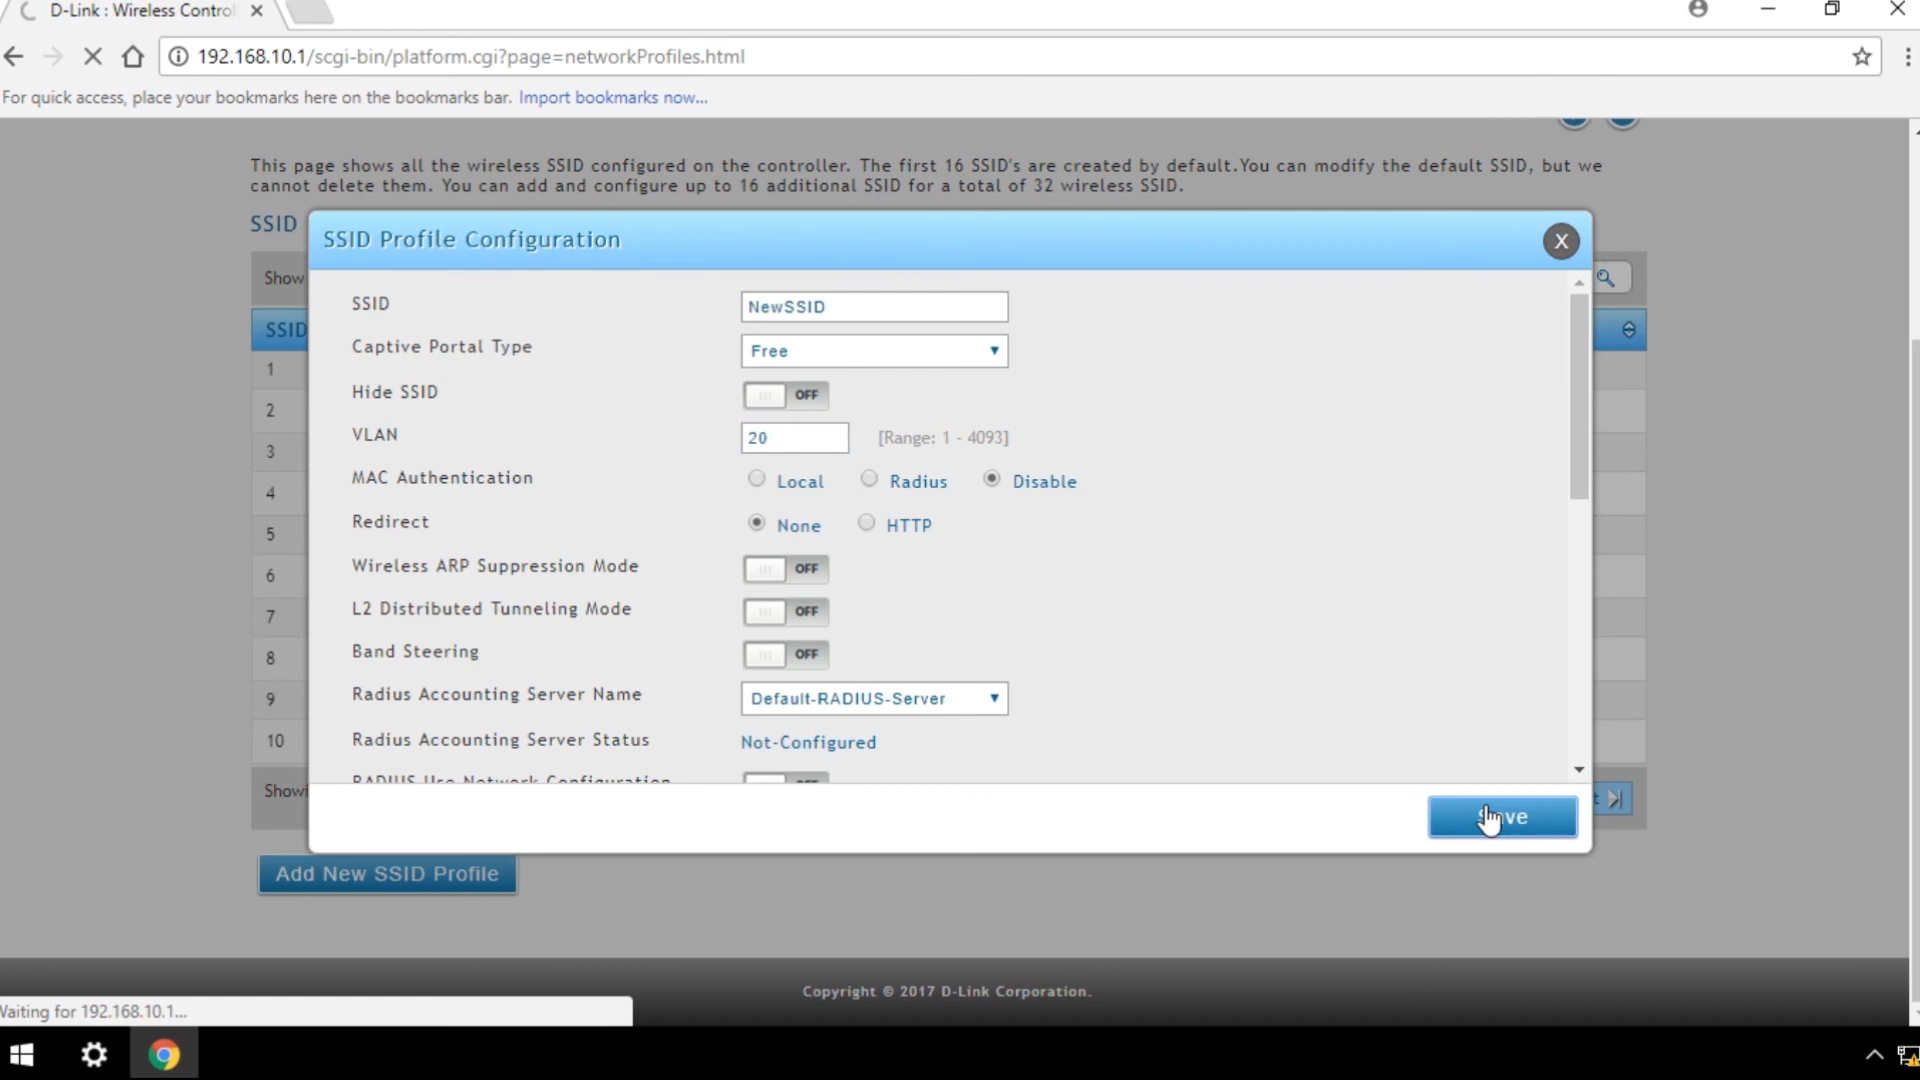 D-Link : Wireless Control
192.168.10.1/scgi-bin/platform.cgi?page=networkProfiles.html
For quick access, place your bookmarks here on the bookmarks bar. Import bookmarks now...
This page shows all the wireless SSID configured on the controller. The first 16 SSID's are created by default.You can modify the default SSID, but we
cannot delete them. You can add and configure up to 16 additional SSID for a total of 32 wireless SSID.
SSID
SSID Profile Configuration
X
Show
SSID
1
2
3
4
5
6
7
8
9
10
SSID NewSSID
Captive Portal Type Free
Hide SSID OFF
VLAN 20 [Range: 1 - 4093]
MAC Authentication Local Radius Disable
Redirect None HTTP
Wireless ARP Suppression Mode OFF
L2 Distributed Tunneling Mode OFF
Band Steering OFF
Radius Accounting Server Name Default-RADIUS-Server
Radius Accounting Server Status Not-Configured
RADIUS Use Network Configuration OFF
Save
Add New SSID Profile
Copyright © 2017 D-Link Corporation.
Waiting for 192.168.10.1...